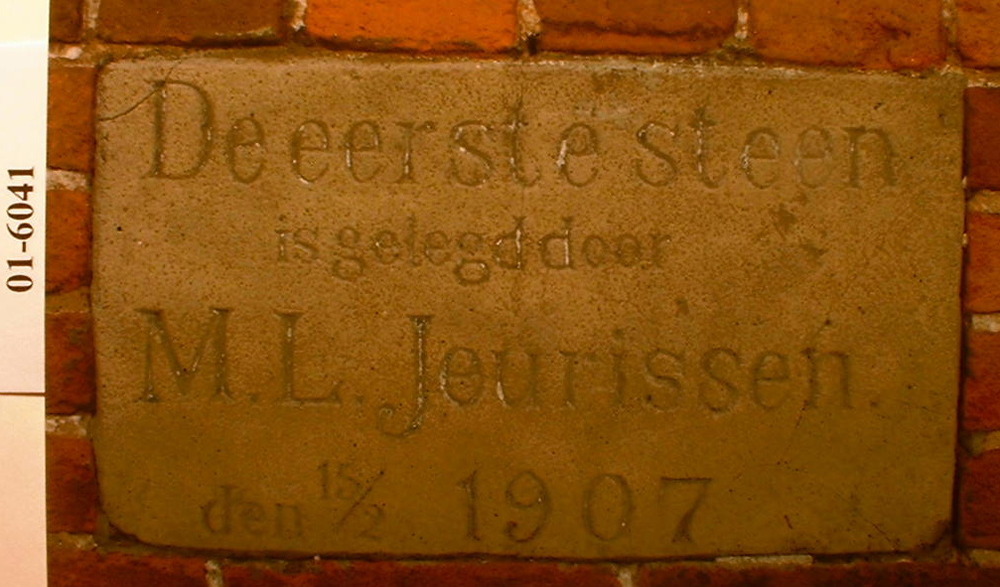 De eerste steen
is gelegd door
M. L. Jeurissen.
den 15/2 1907
01-6041